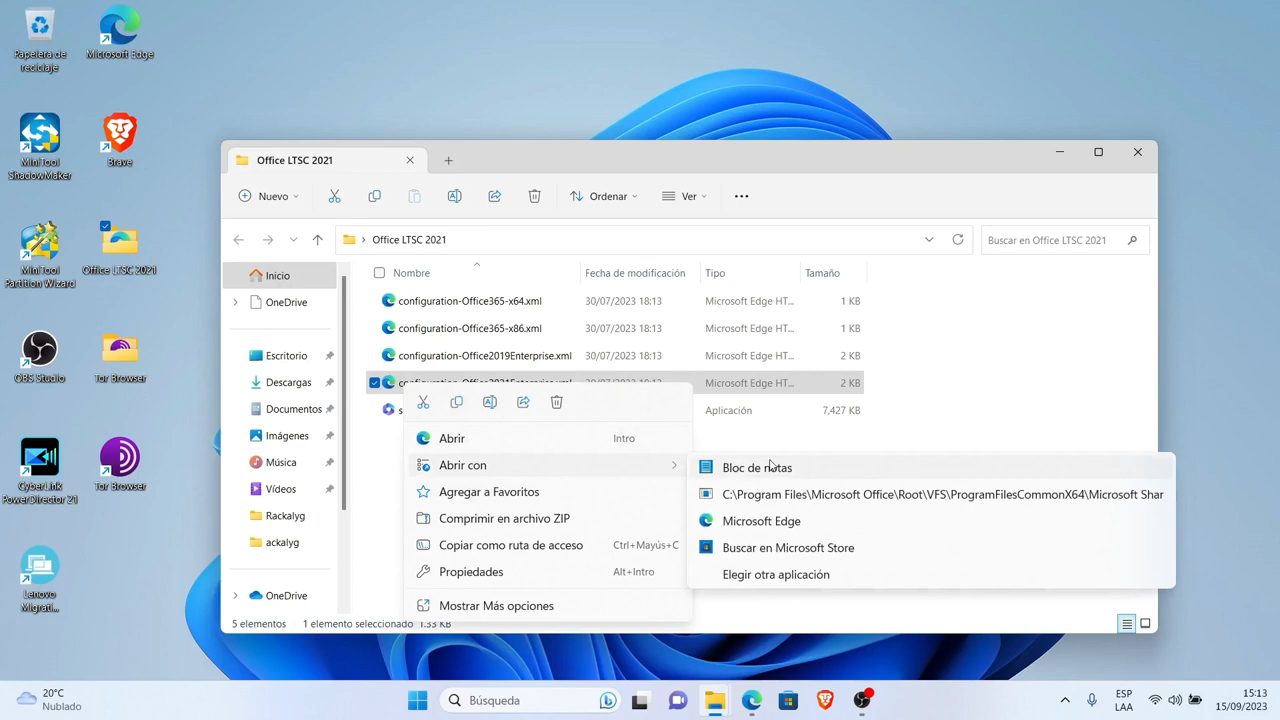 Papelera de
reciclaje
Microsoft Edge
MiniTool
ShadowMaker
Brave
MiniTool
Partition Wizard
Office LTSC 2021
OBS Studio
Tor Browser
CyberLink
PowerDirector 21
Tor Browser
Lenovo
Migrati...
Office LTSC 2021
Nuevo
Ordenar
Ver
Office LTSC 2021
Buscar en Office LTSC 2021
Inicio
OneDrive
Escritorio
Descargas
Documentos
Imágenes
Música
Vídeos
Rackalyg
ackalyg
OneDrive
Nombre Fecha de modificación Tipo Tamaño
configuration-Office365-x64.xml 30/07/2023 18:13 Microsoft Edge HT... 1 KB
configuration-Office365-x86.xml 30/07/2023 18:13 Microsoft Edge HT... 1 KB
configuration-Office2019Enterprise.xml 30/07/2023 18:13 Microsoft Edge HT... 2 KB
configuration-Office2021Enterprise.xml 30/07/2023 18:13 Microsoft Edge HT... 2 KB
s Aplicación 7,427 KB
Abrir Intro
Abrir con
Agregar a Favoritos
Comprimir en archivo ZIP
Copiar como ruta de acceso Ctrl+Mayús+C
Propiedades Alt+Intro
Mostrar Más opciones
Bloc de notas
C:\Program Files\Microsoft Office\Root\VFS\ProgramFilesCommonX64\Microsoft Shar
Microsoft Edge
Buscar en Microsoft Store
Elegir otra aplicación
5 elementos 1 elemento seleccionado 1.33 KB
20°C
Nublado
Búsqueda
ESP
LAA
15:13
15/09/2023